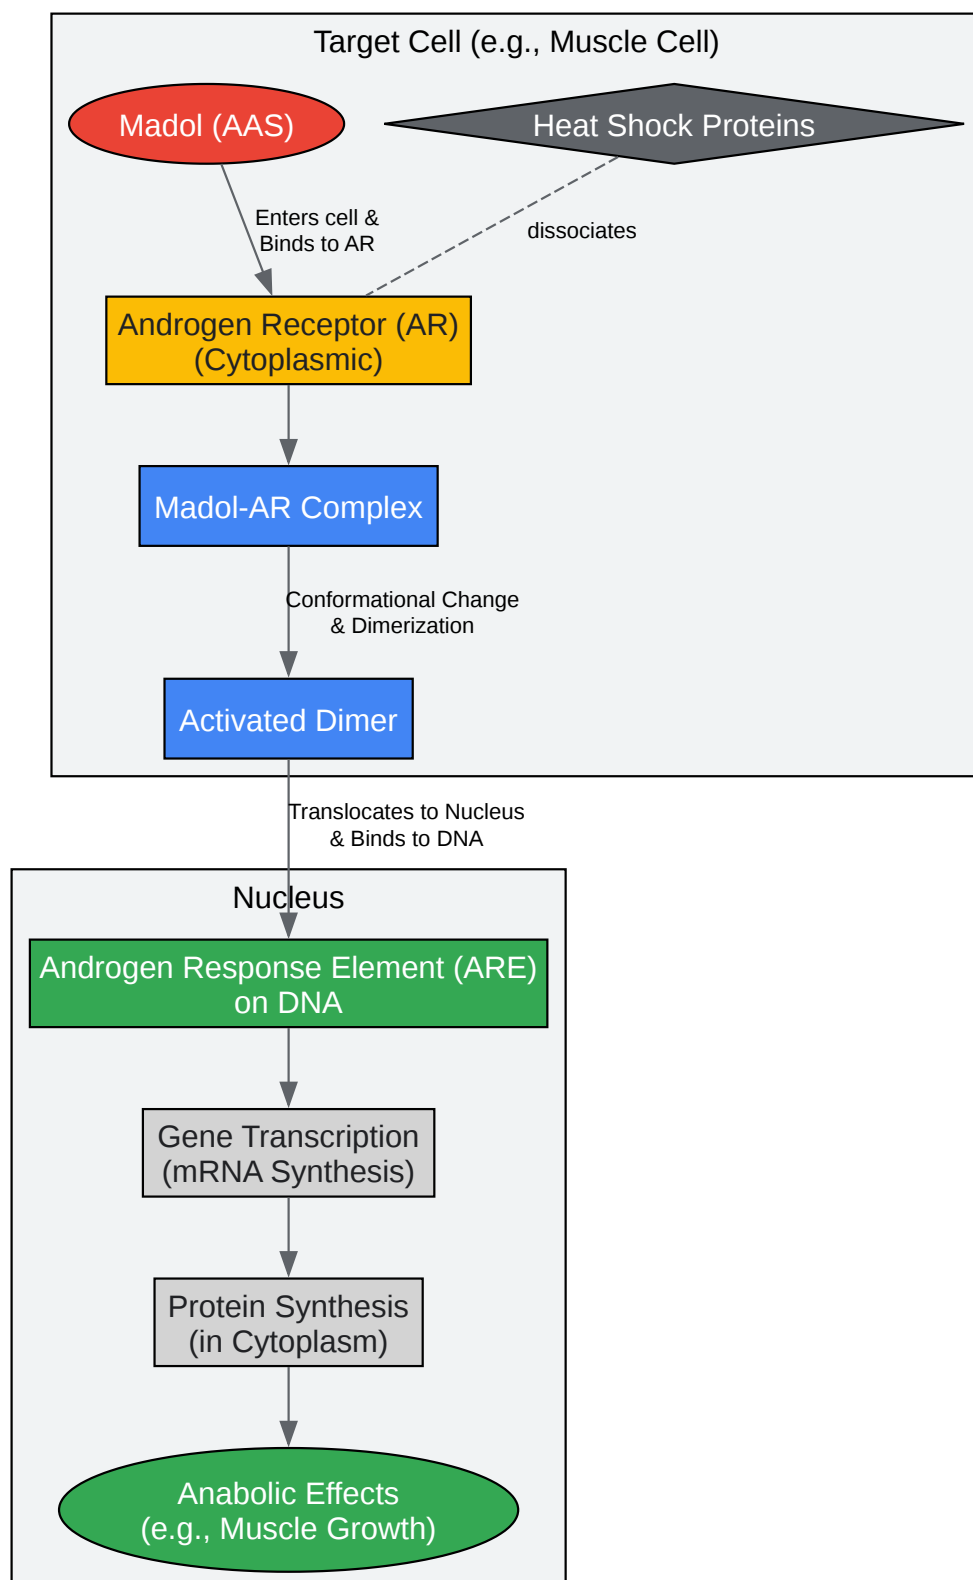 Target Cell (e.g., Muscle Cell)
Madol (AAS)
Heat Shock Proteins
Enters cell &
Binds to AR
dissociates
Androgen Receptor (AR)
(Cytoplasmic)
Madol-AR Complex
Conformational Change
& Dimerization
Activated Dimer
Translocates to Nucleus
& Binds to DNA
Nucleus
Androgen Response Element (ARE)
on DNA
Gene Transcription
(mRNA Synthesis)
Protein Synthesis
(in Cytoplasm)
Anabolic Effects
(e.g., Muscle Growth)